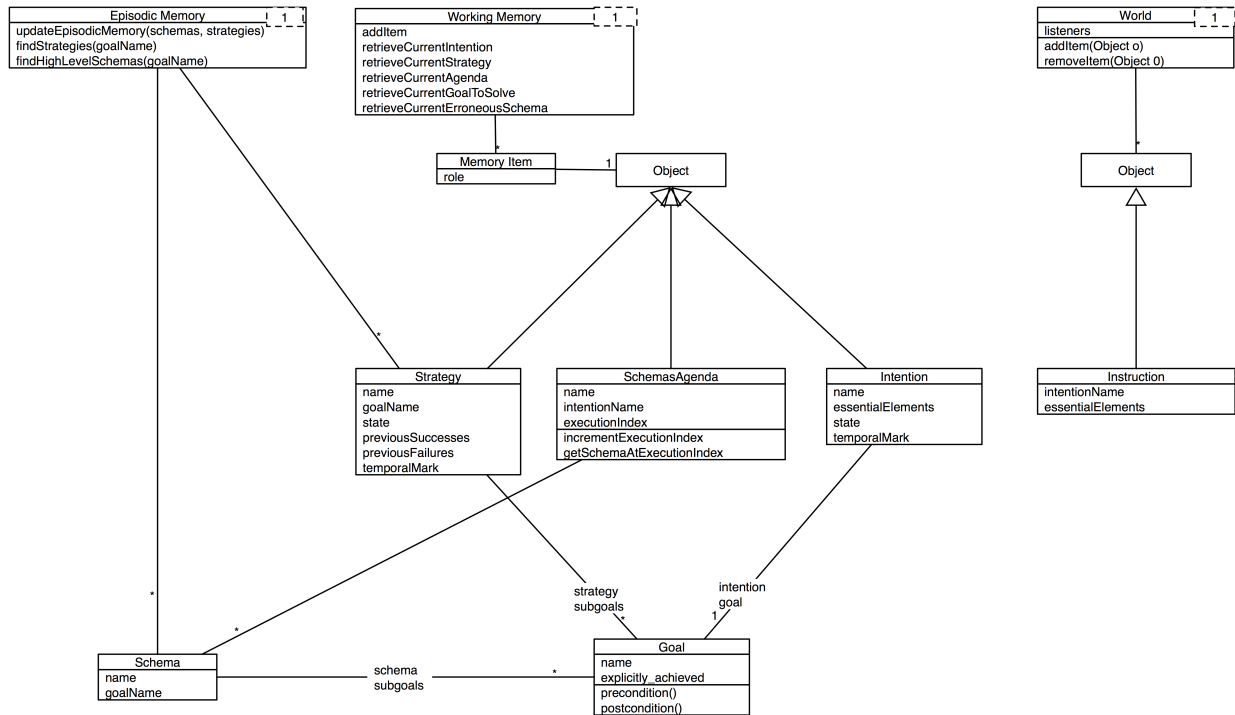 Episodic Memory
1
updateEpisodicMemory(schemas, strategies)
findStrategies(goalName)
findHighLevelSchemas(goalName)
Working Memory
1
addItem
retrieveCurrentIntention
retrieveCurrentStrategy
retrieveCurrentAgenda
retrieveCurrentGoalToSolve
retrieveCurrentErroneousSchema
World
1
listeners
addItem(Object o)
removeItem(Object 0)
*
Memory Item
role
1
Object
*
Object
*
Strategy
name
goalName
state
previousSuccesses
previousFailures
temporalMark
SchemasAgenda
name
intentionName
executionIndex
incrementExecutionIndex
getSchemaAtExecutionIndex
Intention
name
essentialElements
state
temporalMark
Instruction
intentionName
essentialElements
*
*
strategy
subgoals
*
intention
goal
1
Schema
name
goalName
schema
subgoals
*
Goal
name
explicitly_achieved
precondition()
postcondition()